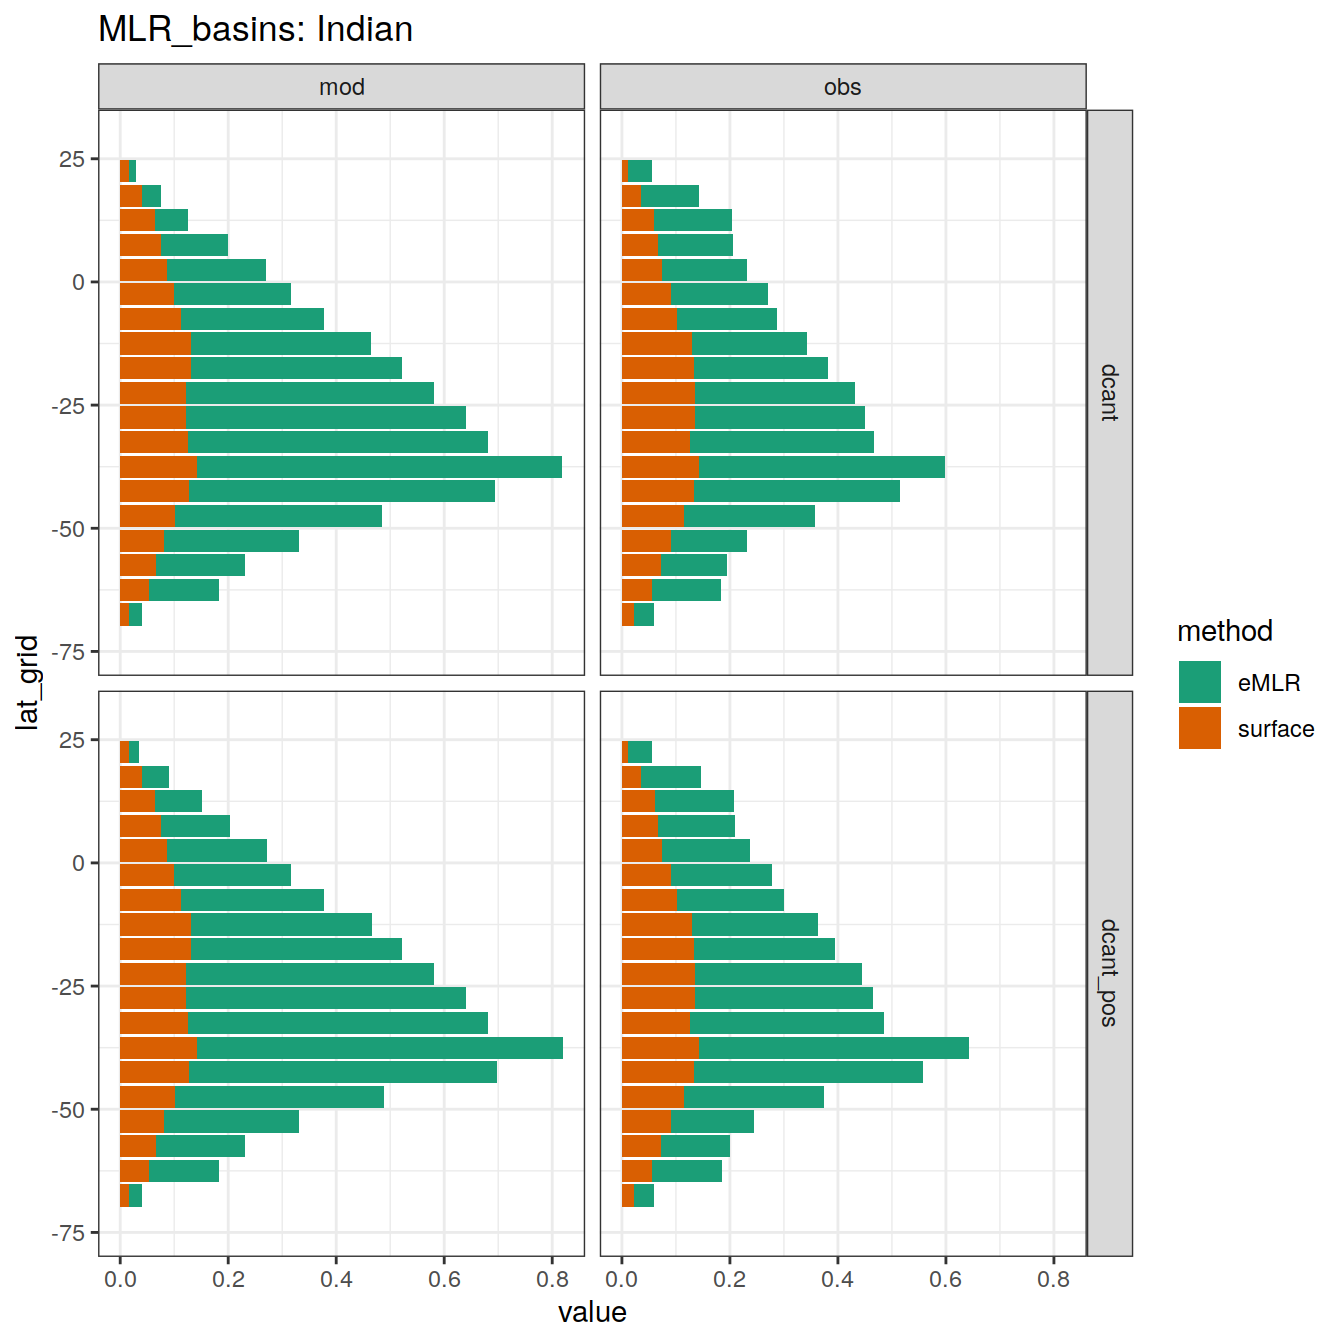 MLR_basins: Indian
mod
obs
25
0
-25
-50
-75
dcant
lat_grid
25
0
-25
-50
-75
dcant_pos
0.0 0.2 0.4 0.6 0.8
0.0 0.2 0.4 0.6 0.8
value
method
eMLR
surface